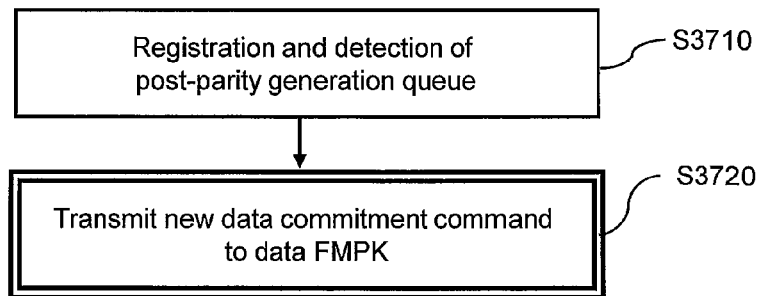 Registration and detection of
post-parity generation queue
S3710
Transmit new data commitment command
to data FMPK
S3720